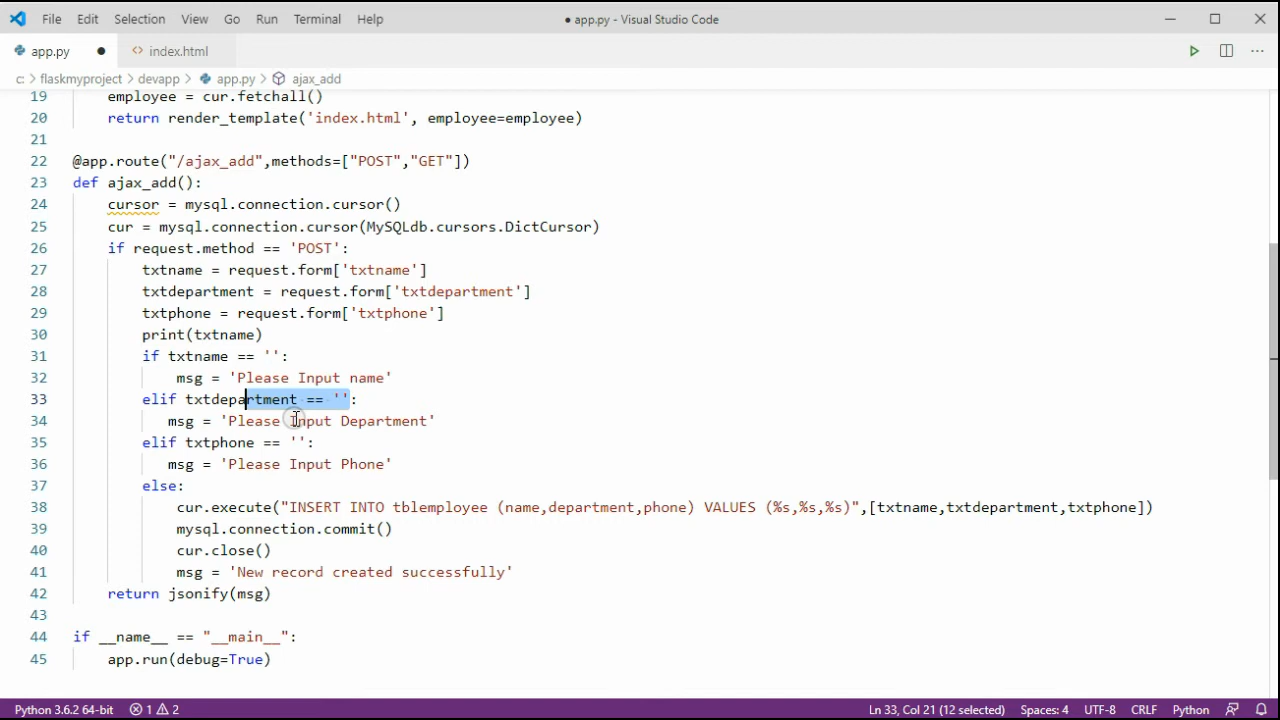 File Edit Selection View Go Run Terminal Help ● app.py - Visual Studio Code
app.py ● <> index.html
c: > flaskmyproject > devapp > app.py > ajax_add
19 employee = cur.fetchall()
20 return render_template('index.html', employee=employee)
21
22 @app.route("/ajax_add",methods=["POST","GET"])
23 def ajax_add():
24 cursor = mysql.connection.cursor()
25 cur = mysql.connection.cursor(MySQLdb.cursors.DictCursor)
26 if request.method == 'POST':
27 txtname = request.form['txtname']
28 txtdepartment = request.form['txtdepartment']
29 txtphone = request.form['txtphone']
30 print(txtname)
31 if txtname == '':
32 msg = 'Please Input name'
33 elif txtdepartment == '':
34 msg = 'Please Input Department'
35 elif txtphone == '':
36 msg = 'Please Input Phone'
37 else:
38 cur.execute("INSERT INTO tblemployee (name,department,phone) VALUES (%s,%s,%s)",[txtname,txtdepartment,txtphone])
39 mysql.connection.commit()
40 cur.close()
41 msg = 'New record created successfully'
42 return jsonify(msg)
43
44 if __name__ == "__main__":
45 app.run(debug=True)
Python 3.6.2 64-bit 1 2 Ln 33, Col 21 (12 selected) Spaces: 4 UTF-8 CRLF Python